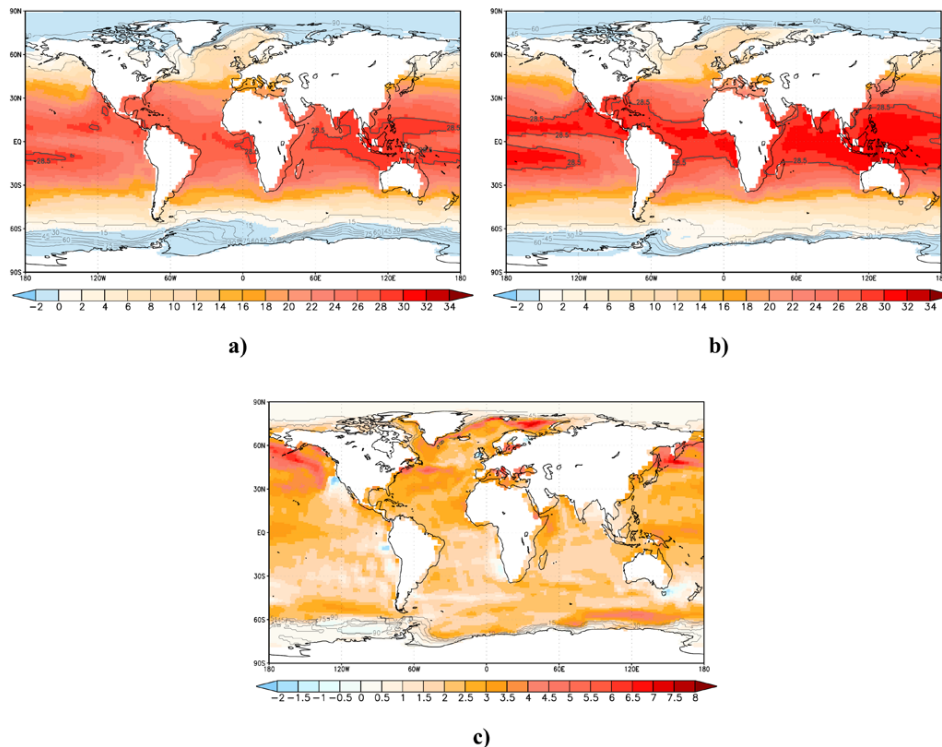 90N 90N
60N 60N
30N 30N
EQ EQ
30S 30S
60S 60S
90S 90S
180 120W 60W 0 60E 120E 180 180 120W 60W 0 60E 120E 180
−2 0 2 4 6 8 10 12 14 16 18 20 22 24 26 28 30 32 34 −2 0 2 4 6 8 10 12 14 16 18 20 22 24 26 28 30 32 34
a) b)
90N
60N
30N
EQ
30S
60S
90S
180 120W 60W 0 60E 120E 180
−2 −1.5 −1 −0.5 0 0.5 1 1.5 2 2.5 3 3.5 4 4.5 5 5.5 6 6.5 7 7.5 8
c)